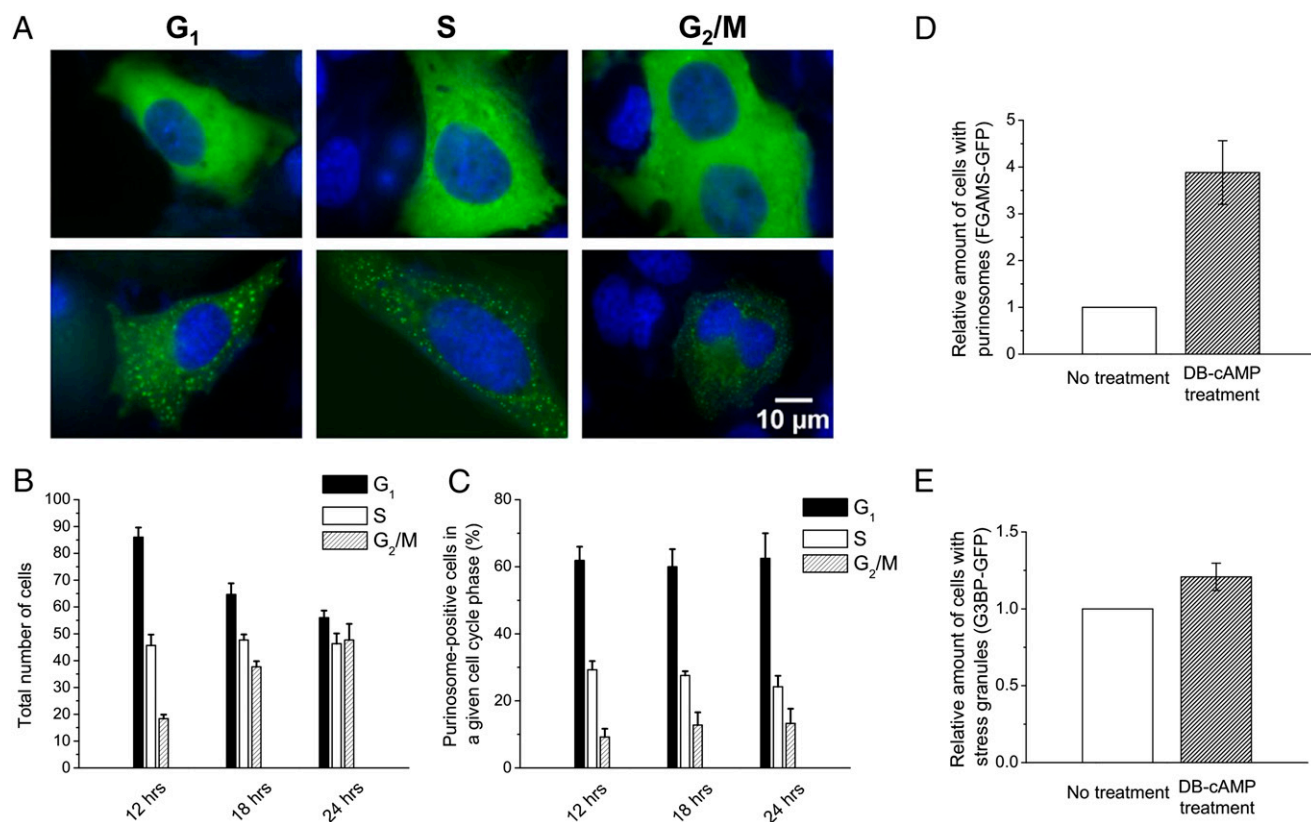 A
G₁
S
G₂/M
10 µm
B
Total number of cells
100
90
80
70
60
50
40
30
20
10
0
12 hrs
18 hrs
24 hrs
G₁
S
G₂/M
C
Purinosome-positive cells in
a given cell cycle phase (%)
80
60
40
20
0
12 hrs
18 hrs
24 hrs
G₁
S
G₂/M
D
Relative amount of cells with
purinosomes (FGAMS-GFP)
5
4
3
2
1
0
No treatment
DB-cAMP
treatment
E
Relative amount of cells with
stress granules (G3BP-GFP)
1.5
1.0
0.5
0.0
No treatment
DB-cAMP
treatment